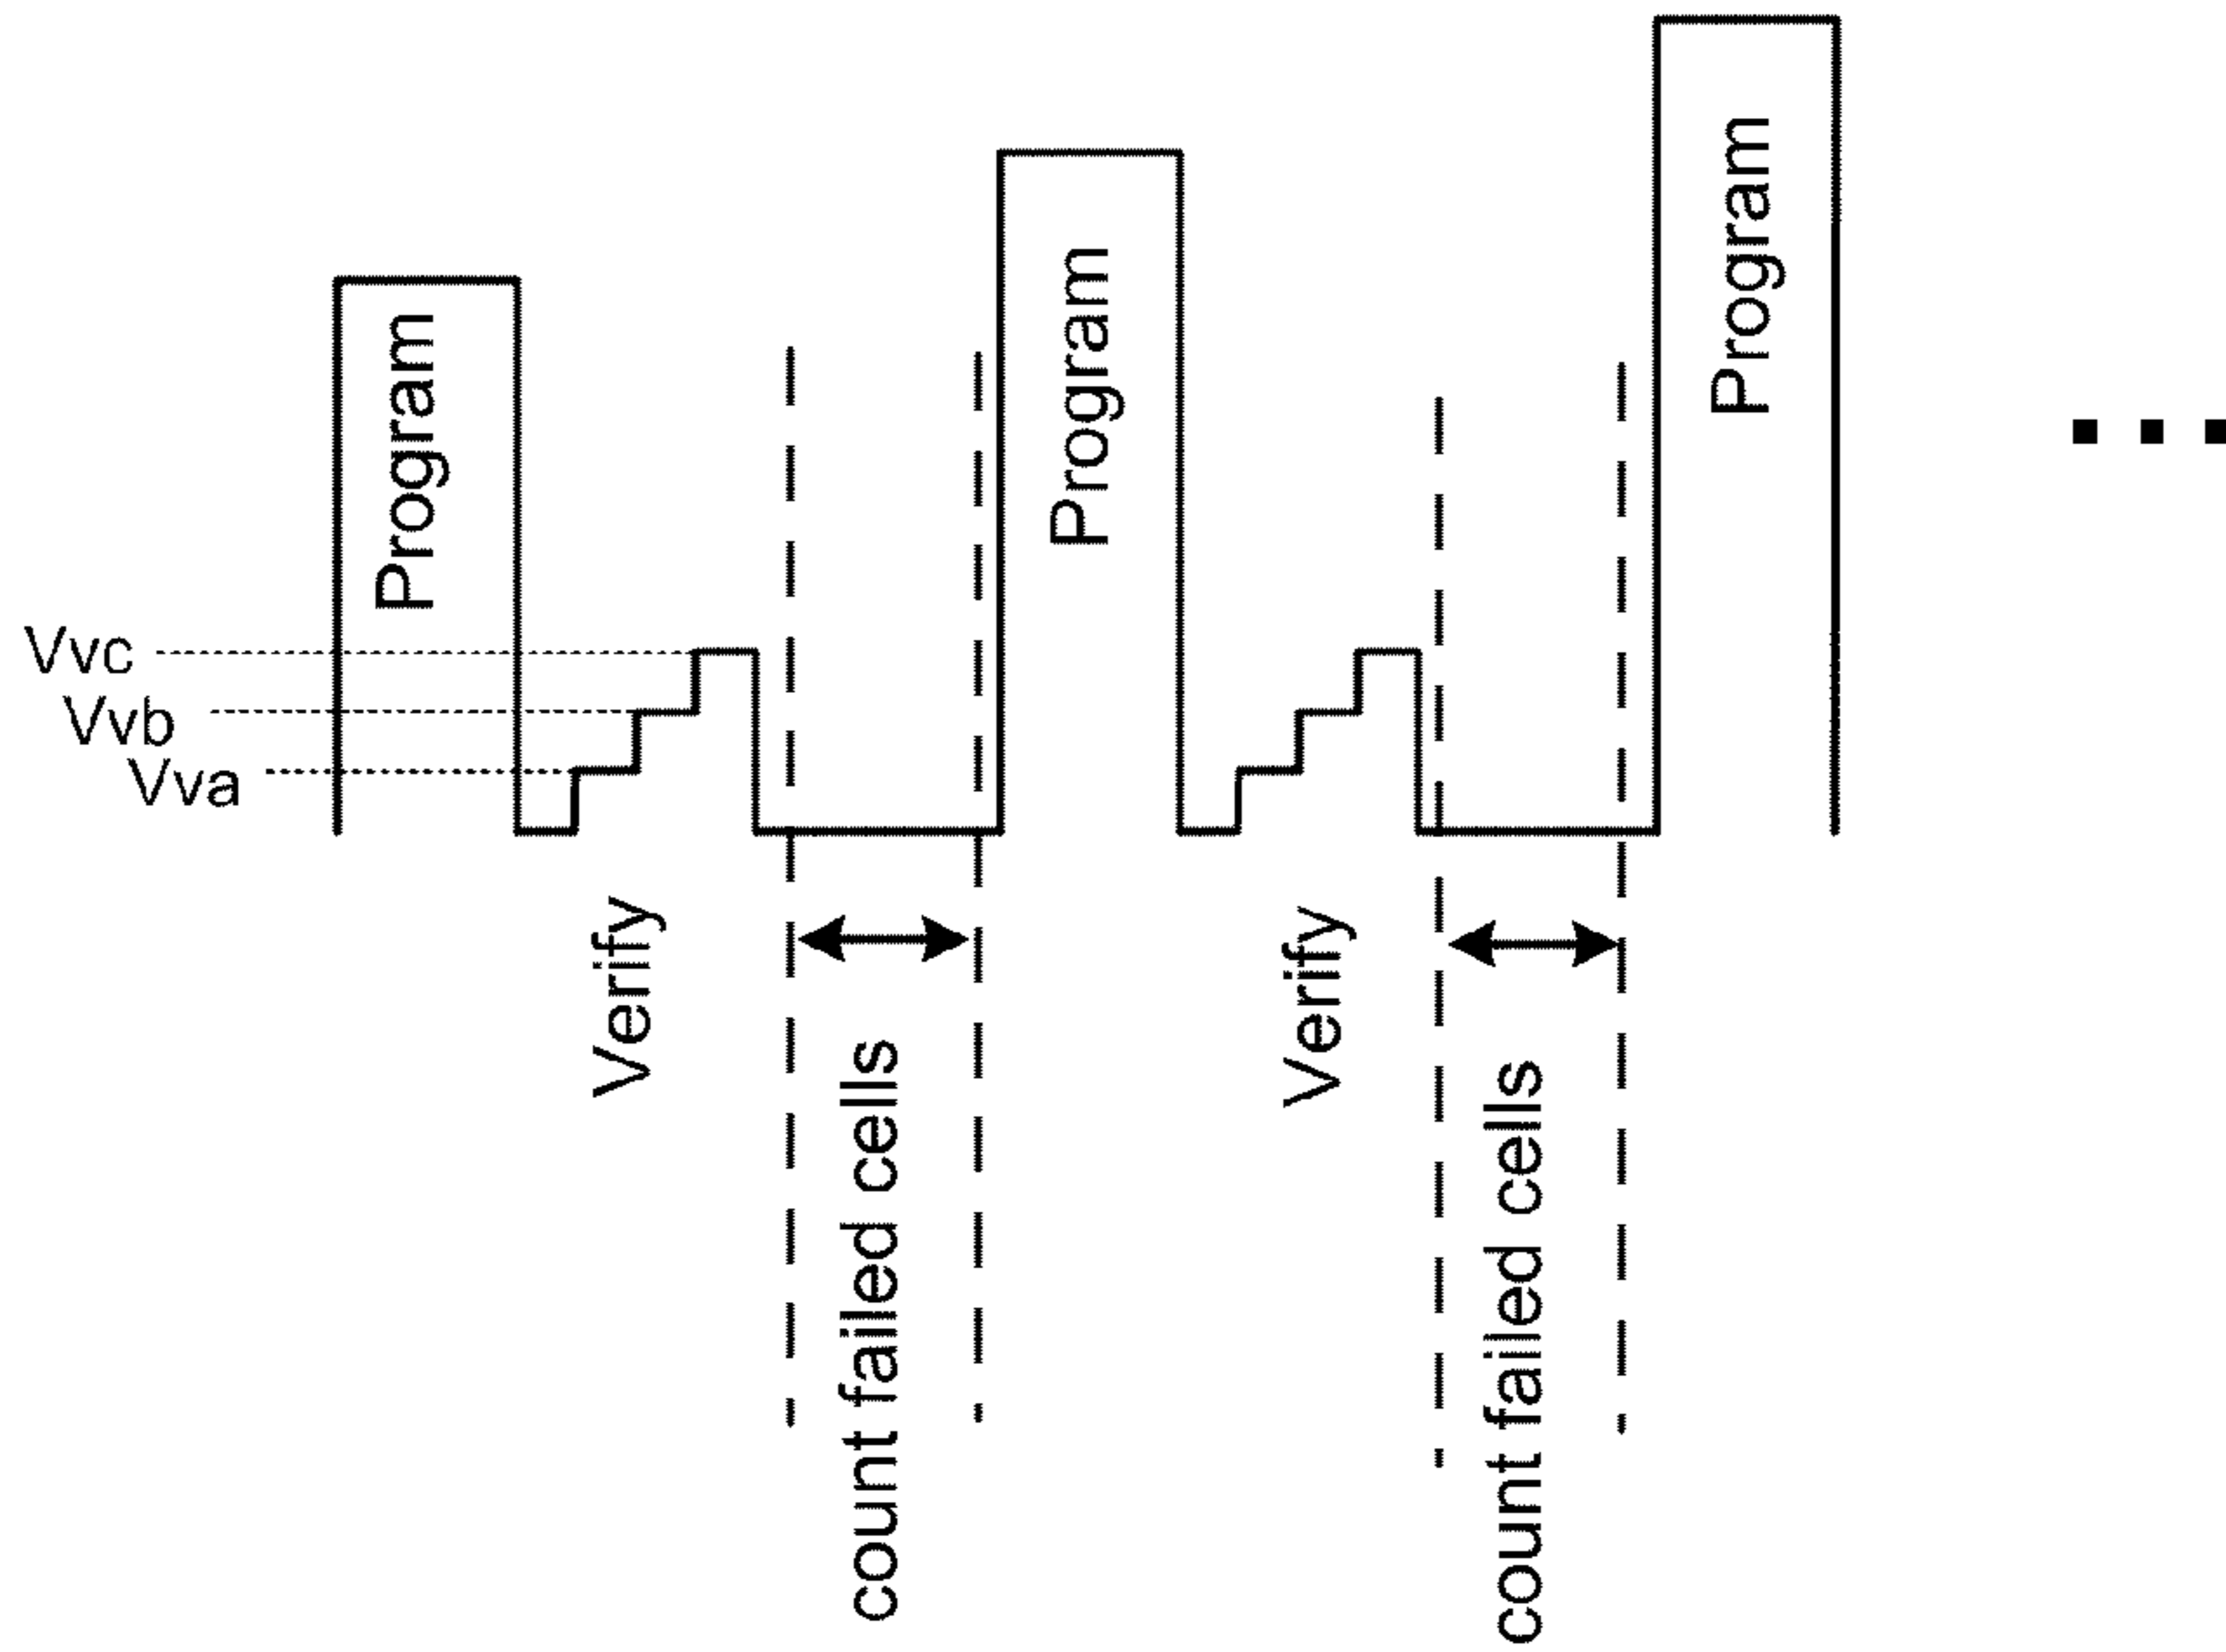 Program
Program
Program
Vvc
Vvb
Vva
Verify
Verify
count failed cells
count failed cells